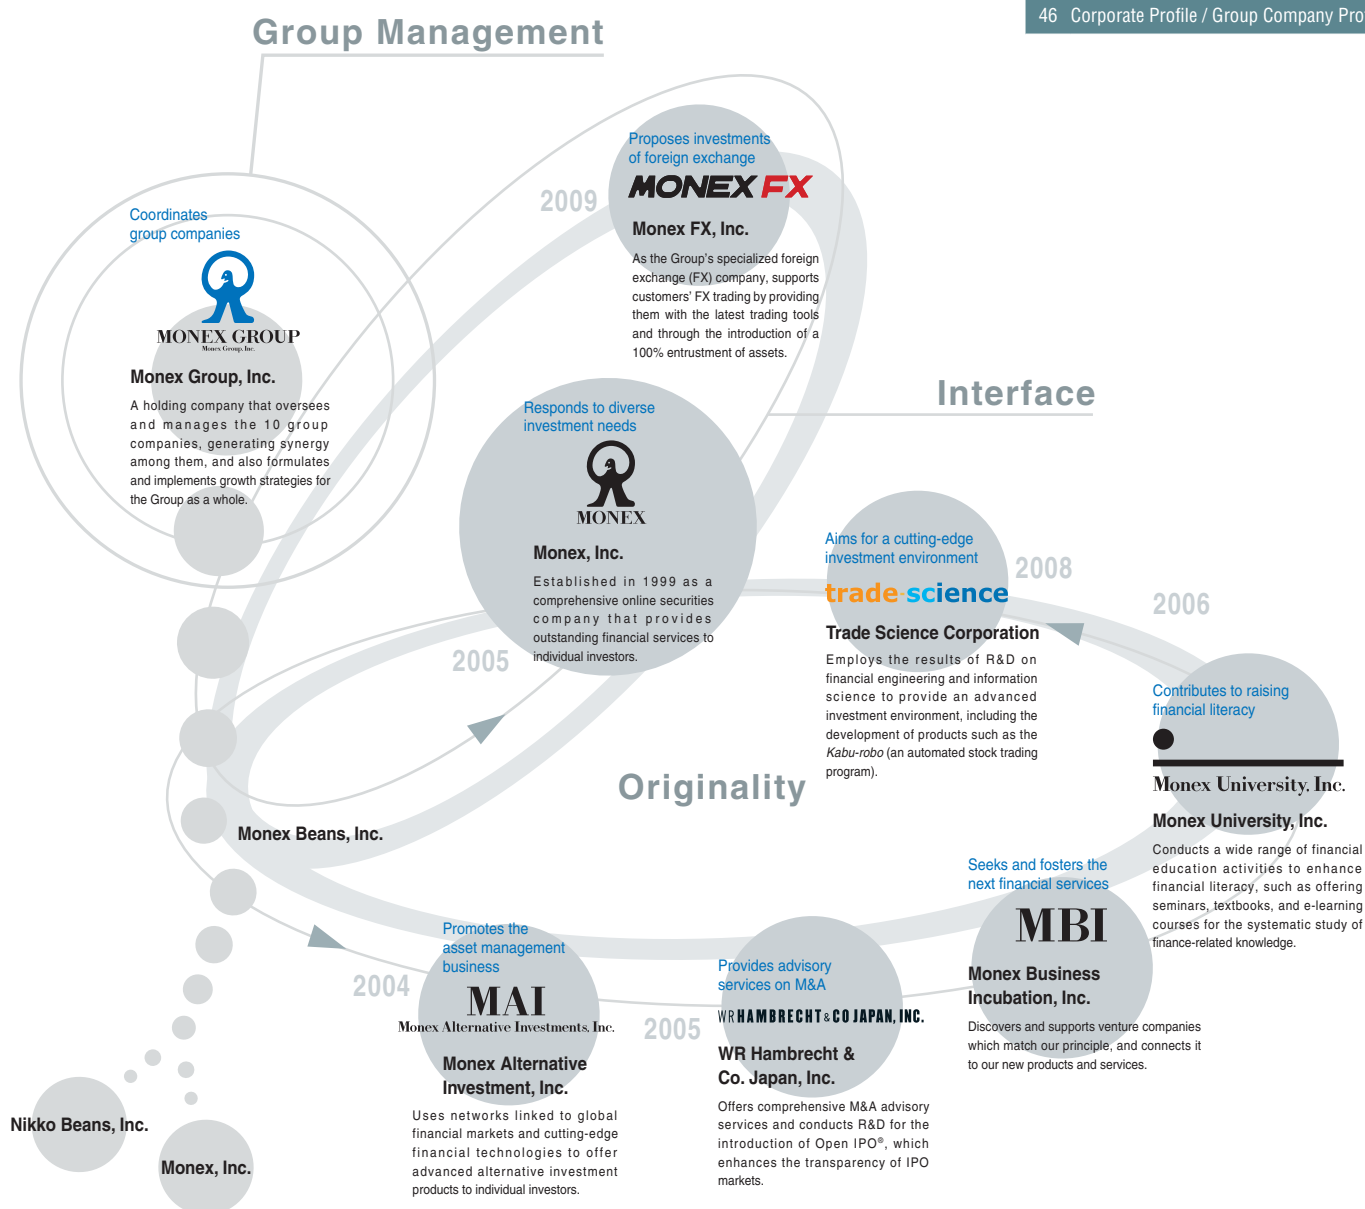 46 Corporate Profile / Group Company Pro
Group Management
Proposes investments
of foreign exchange
MONEX FX
2009
Monex FX, Inc.
As the Group's specialized foreign
exchange (FX) company, supports
customers' FX trading by providing
them with the latest trading tools
and through the introduction of a
100% entrustment of assets.
Coordinates
group companies
MONEX GROUP
Monex Group, Inc.
Monex Group, Inc.
A holding company that oversees
and manages the 10 group
companies, generating synergy
among them, and also formulates
and implements growth strategies for
the Group as a whole.
Interface
Responds to diverse
investment needs
MONEX
Monex, Inc.
Established in 1999 as a
comprehensive online securities
company that provides
outstanding financial services to
individual investors.
2005
Aims for a cutting-edge
investment environment
2008
trade-science
Trade Science Corporation
Employs the results of R&D on
financial engineering and information
science to provide an advanced
investment environment, including the
development of products such as the
Kabu-robo (an automated stock trading
program).
2006
Contributes to raising
financial literacy
Monex University. Inc.
Monex University, Inc.
Conducts a wide range of financial
education activities to enhance
financial literacy, such as offering
seminars, textbooks, and e-learning
courses for the systematic study of
finance-related knowledge.
Originality
Monex Beans, Inc.
Promotes the
asset management
business
2004
MAI
Monex Alternative Investments, Inc.
Monex Alternative
Investment, Inc.
Uses networks linked to global
financial markets and cutting-edge
financial technologies to offer
advanced alternative investment
products to individual investors.
Provides advisory
services on M&A
2005
WR HAMBRECHT & CO JAPAN, INC.
WR Hambrecht &
Co. Japan, Inc.
Offers comprehensive M&A advisory
services and conducts R&D for the
introduction of Open IPO®, which
enhances the transparency of IPO
markets.
Seeks and fosters the
next financial services
MBI
Monex Business
Incubation, Inc.
Discovers and supports venture companies
which match our principle, and connects it
to our new products and services.
Nikko Beans, Inc.
Monex, Inc.